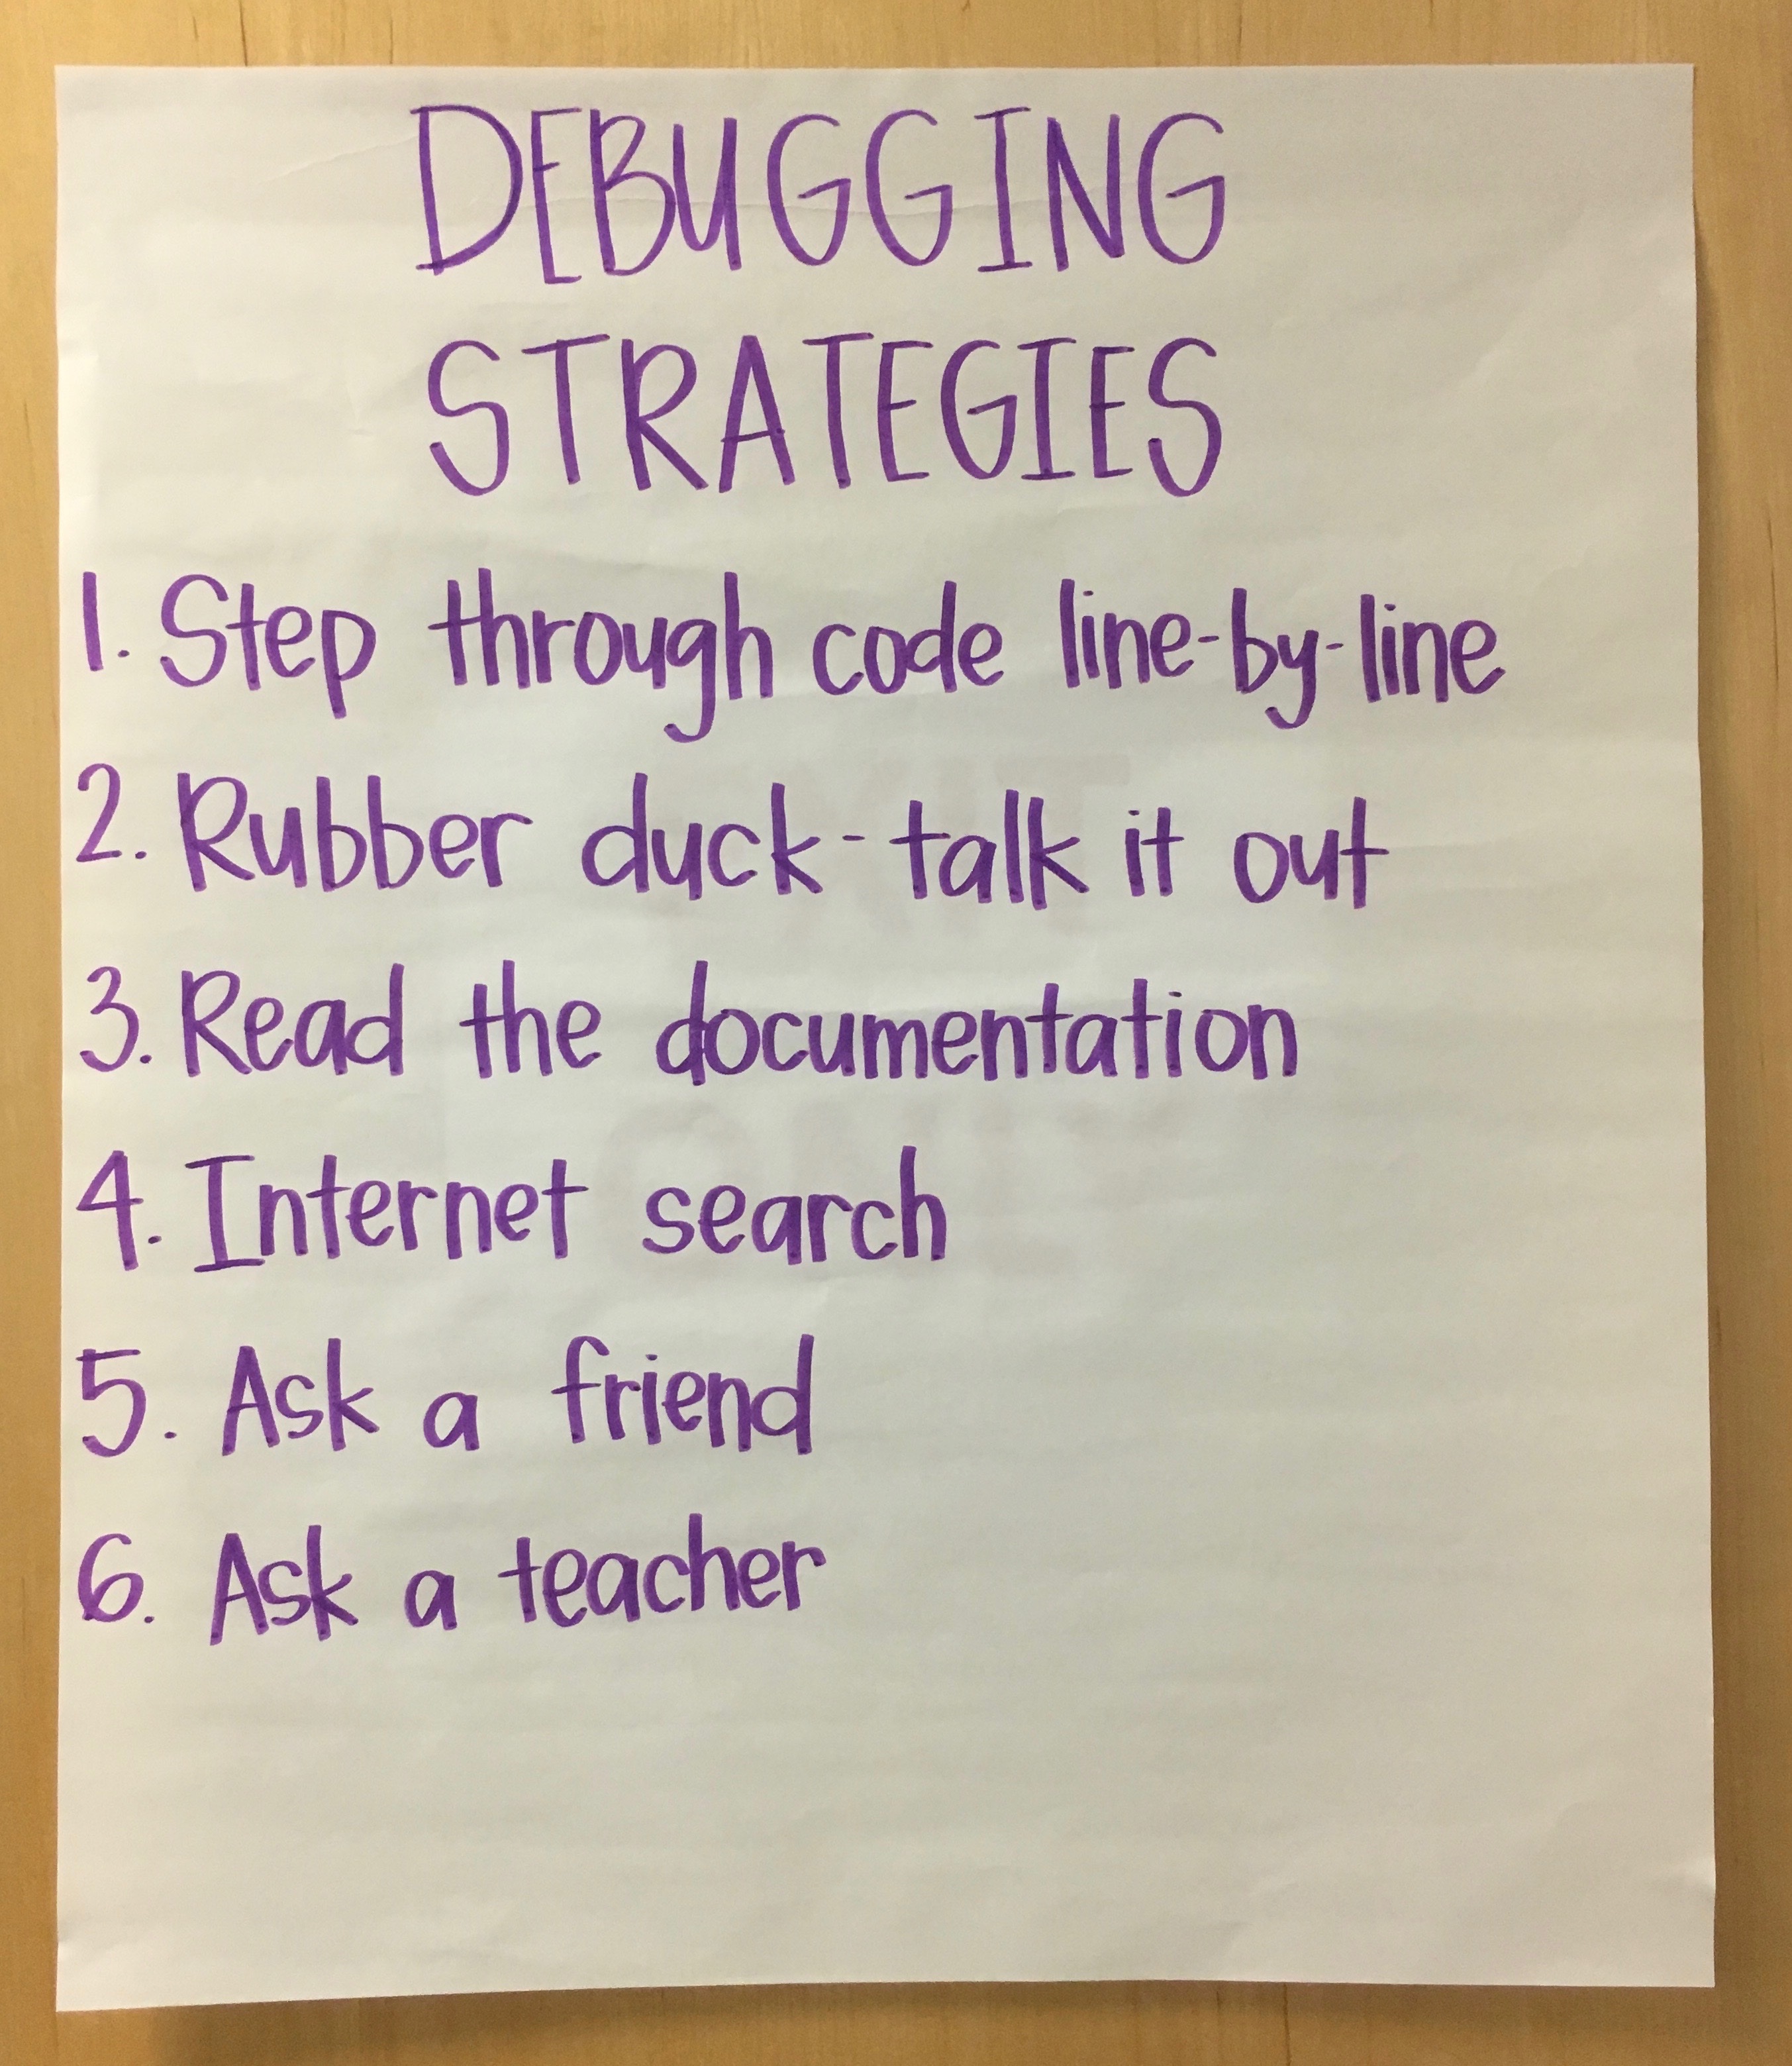 DEBUGGING
STRATEGIES
1. Step through code line-by-line
2. Rubber duck - talk it out
3. Read the documentation
4. Internet search
5. Ask a friend
6. Ask a teacher